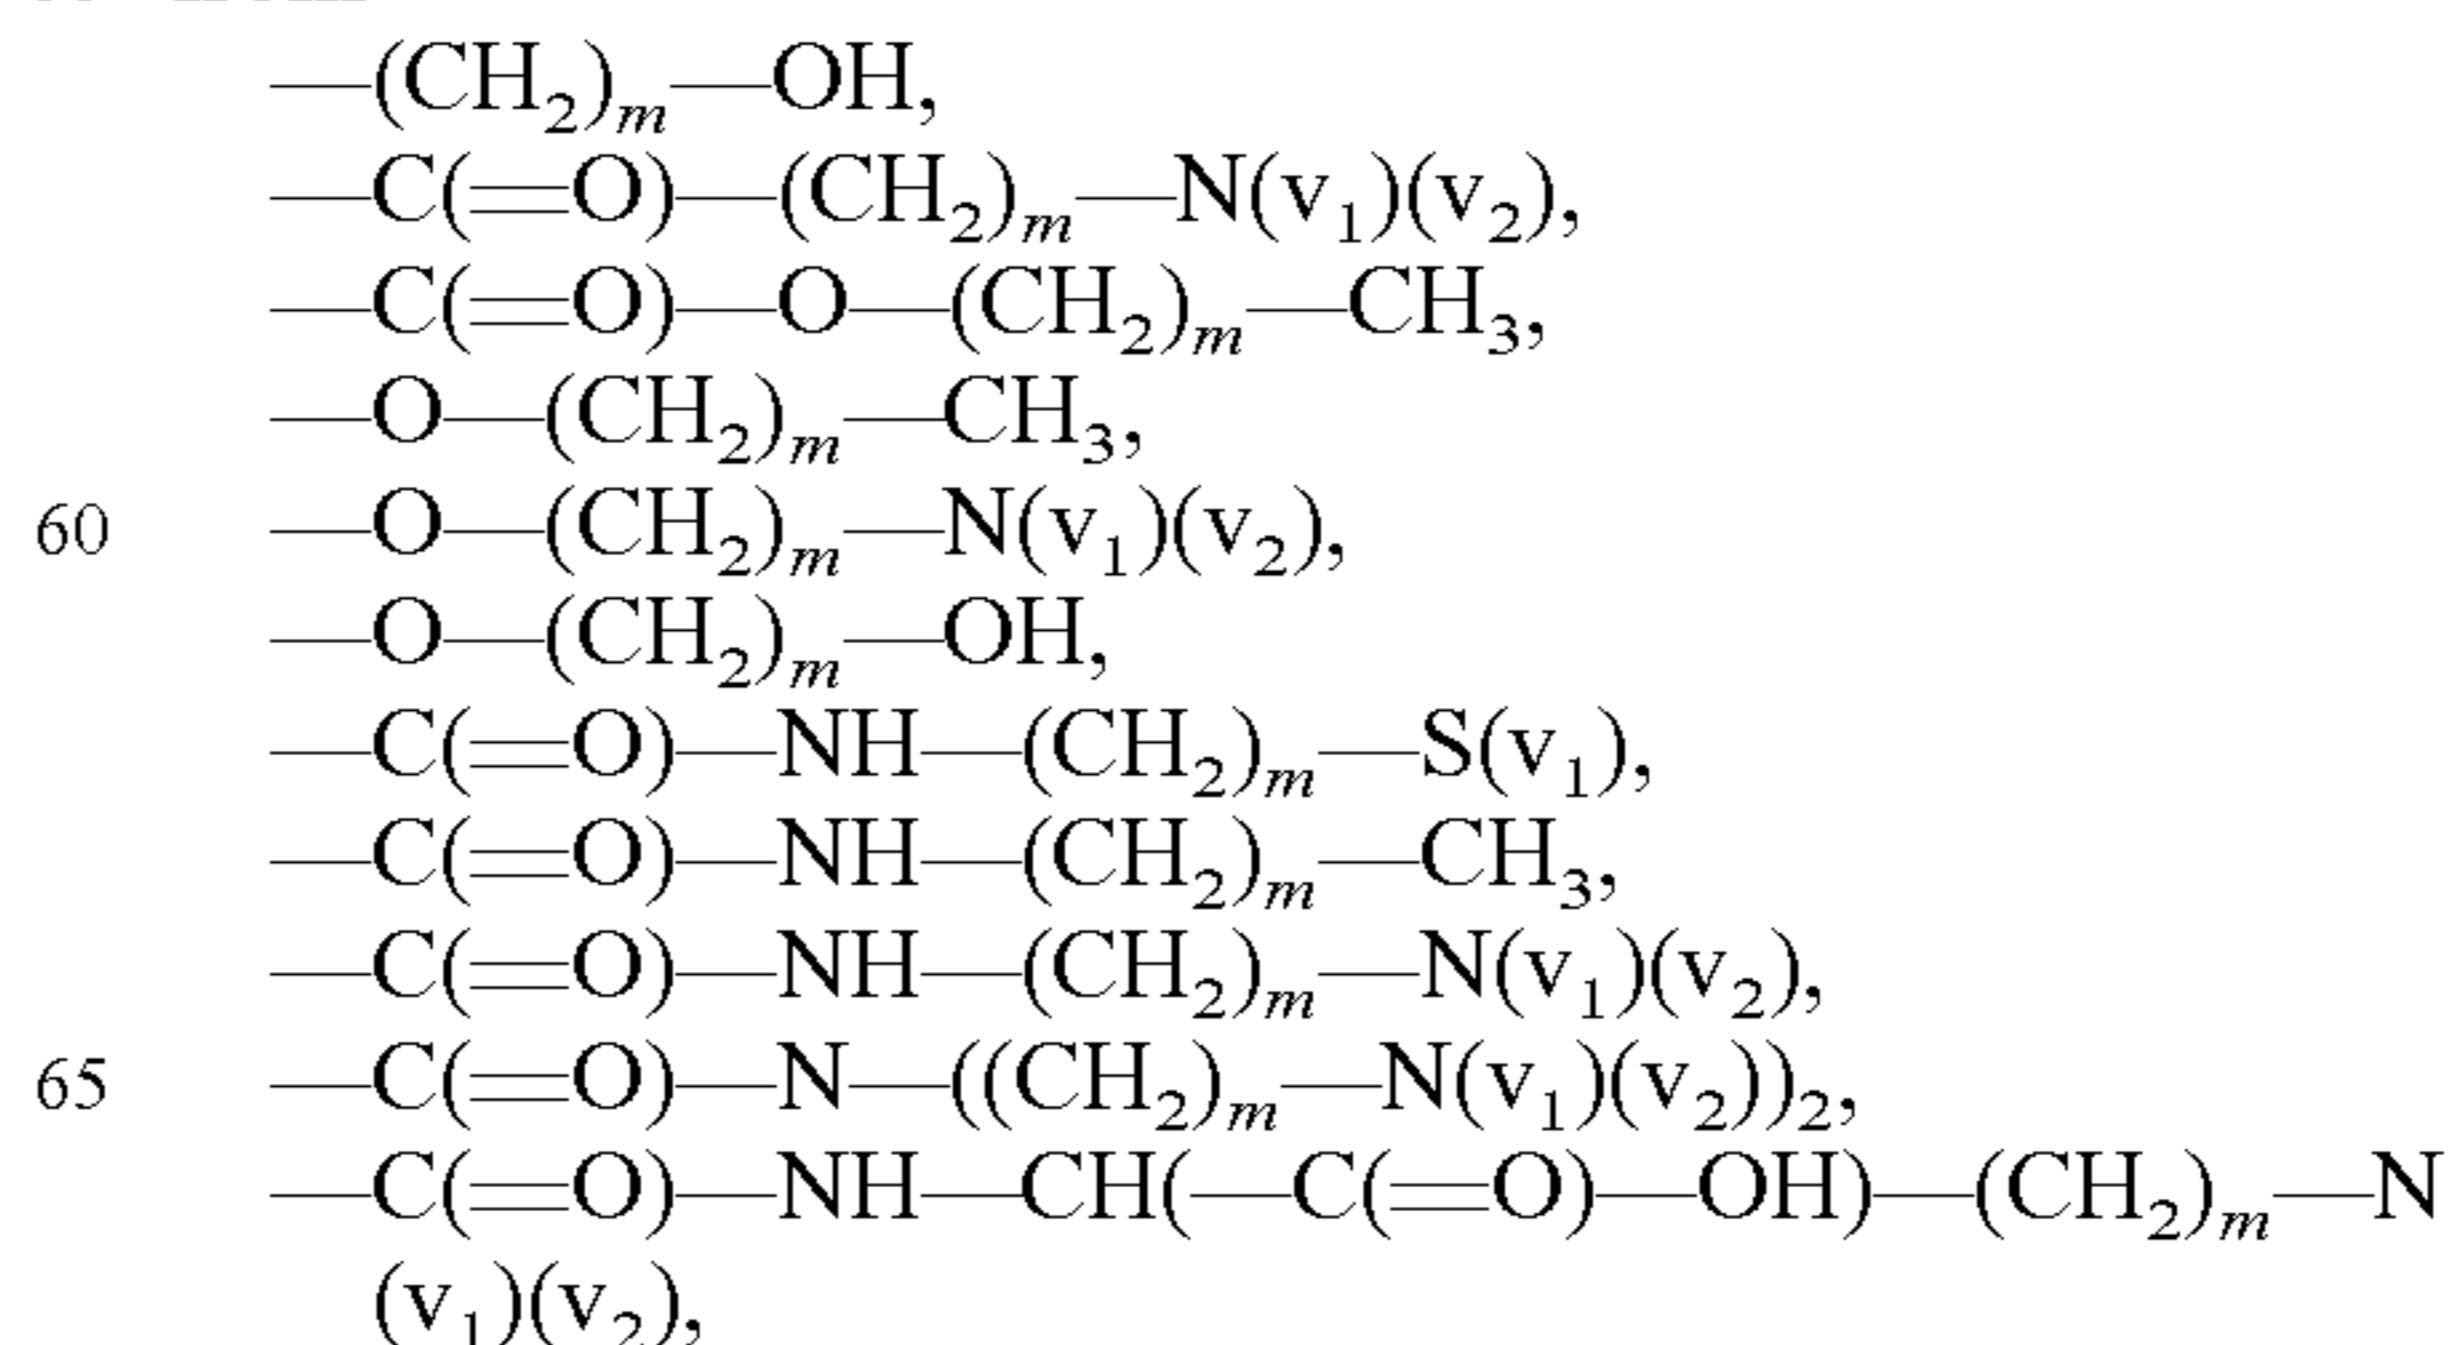 —(CH₂)ₘ—OH,
—C(═O)—(CH₂)ₘ—N(v₁)(v₂),
—C(═O)—O—(CH₂)ₘ—CH₃,
—O—(CH₂)ₘ—CH₃,
60 —O—(CH₂)ₘ—N(v₁)(v₂),
—O—(CH₂)ₘ—OH,
—C(═O)—NH—(CH₂)ₘ—S(v₁),
—C(═O)—NH—(CH₂)ₘ—CH₃,
—C(═O)—NH—(CH₂)ₘ—N(v₁)(v₂),
65 —C(═O)—N—((CH₂)ₘ—N(v₁)(v₂))₂,
—C(═O)—NH—CH(—C(═O)—OH)—(CH₂)ₘ—N
(v₁)(v₂),